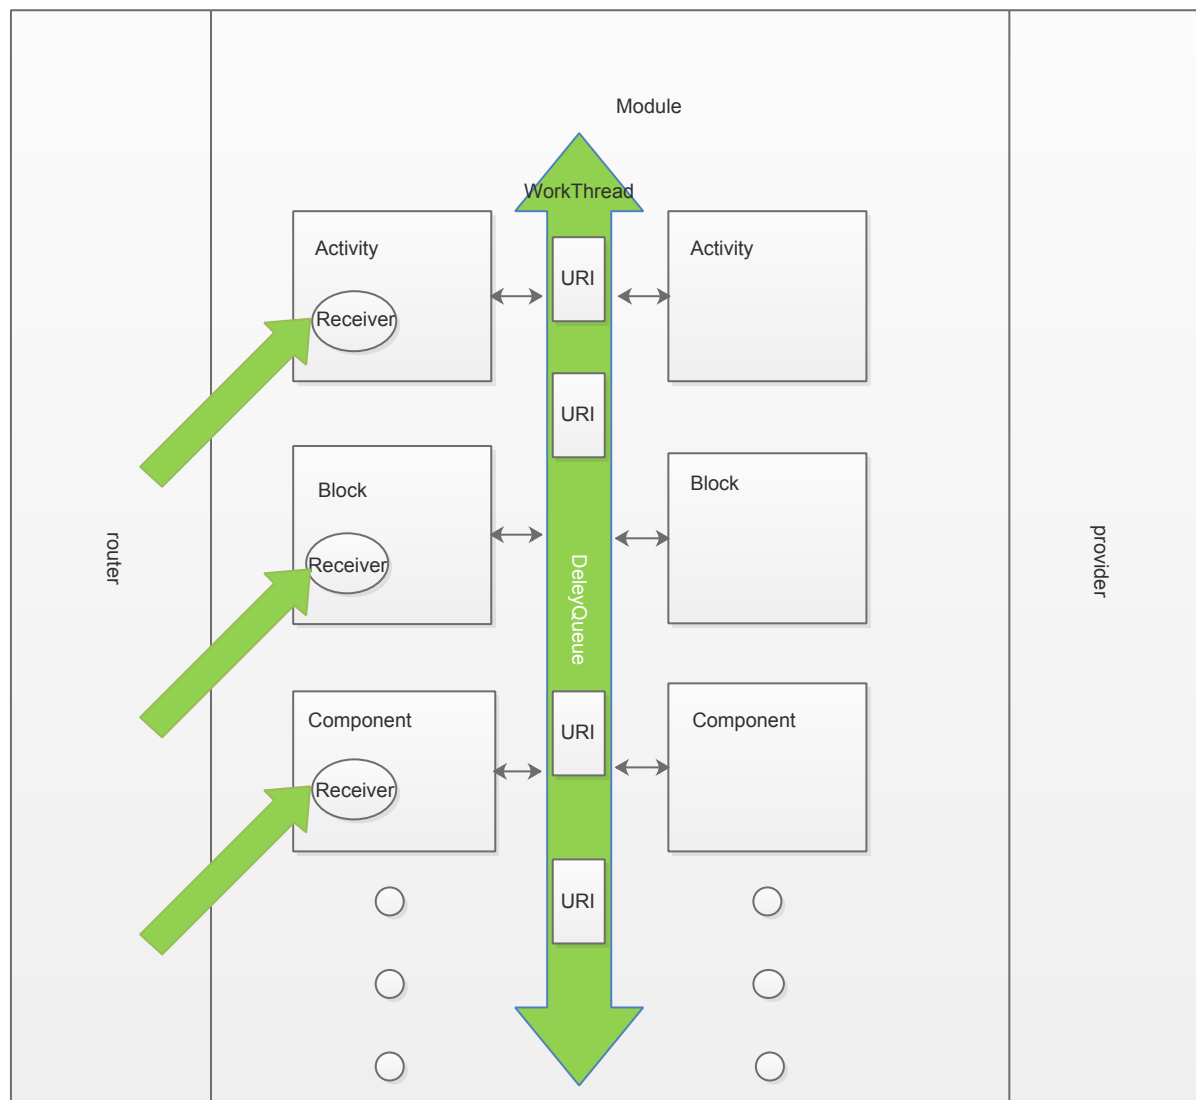 Module
WorkThread
Activity
URI
Activity
Receiver
URI
Block
Block
Receiver
router
DeleyQueue
provider
Component
URI
Component
Receiver
URI